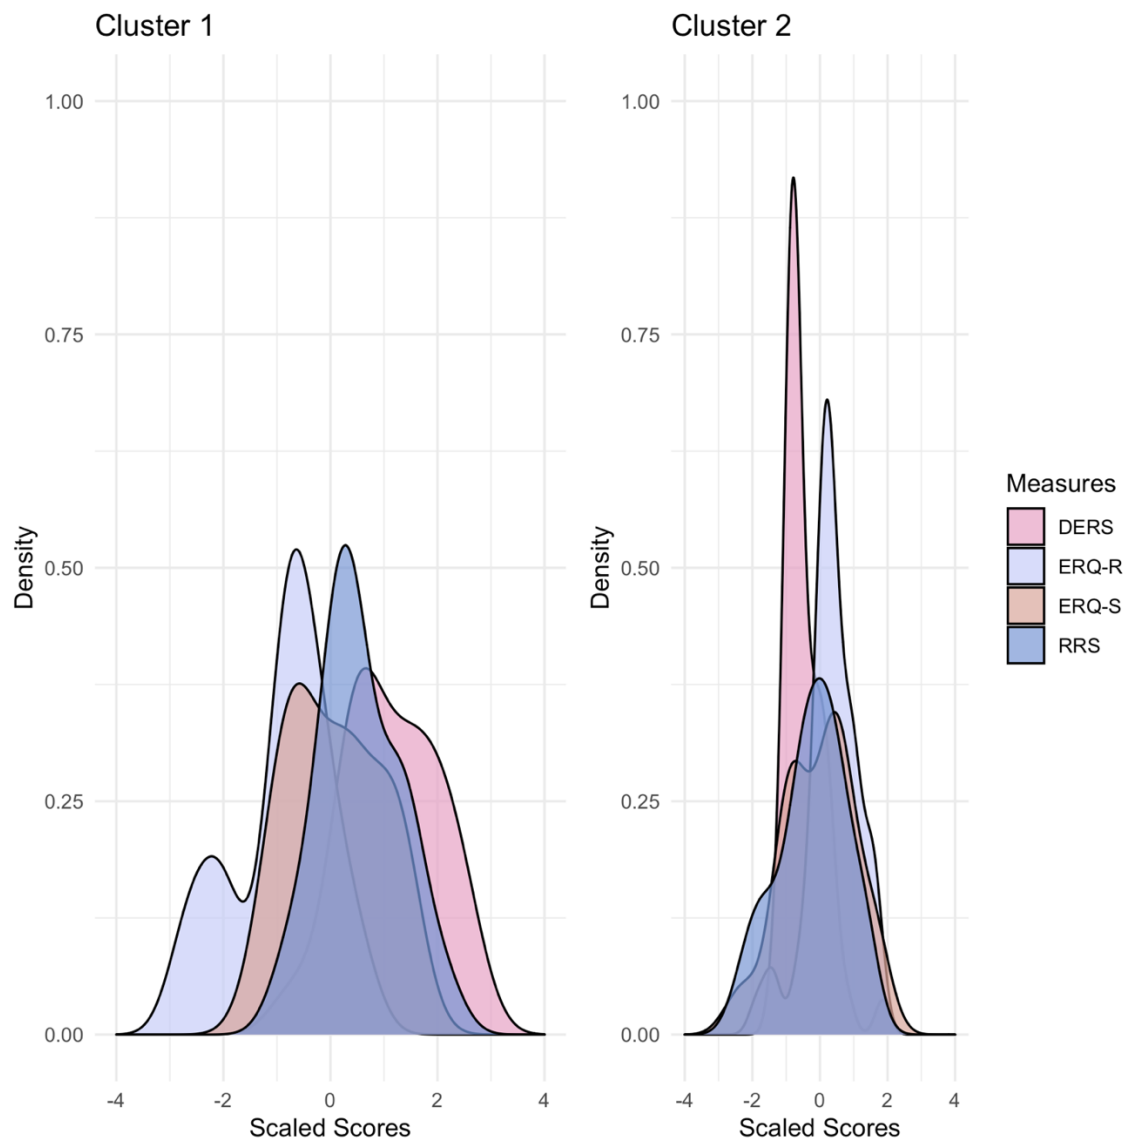 Cluster 1
1.00
0.75
0.50
0.25
0.00
Density
-4 -2 0 2 4
Scaled Scores
Cluster 2
1.00
0.75
0.50
0.25
0.00
Density
-4 -2 0 2 4
Scaled Scores
Measures
DERS
ERQ-R
ERQ-S
RRS